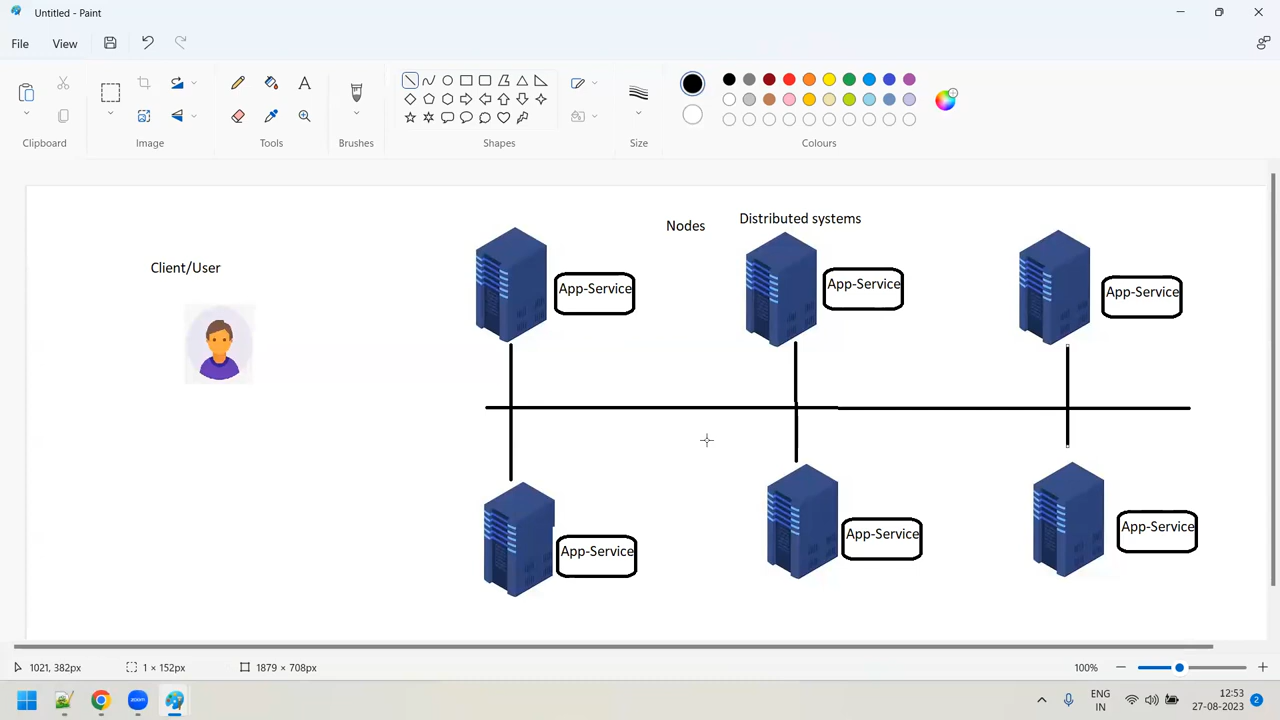 Untitled - Paint
File
View
Clipboard
Image
Tools
Brushes
Shapes
Size
Colours
Nodes
Distributed systems
Client/User
App-Service
App-Service
App-Service
App-Service
App-Service
App-Service
1021, 382px
1 × 152px
1879 × 708px
100%
ENG
IN
12:53
27-08-2023
2
zoom